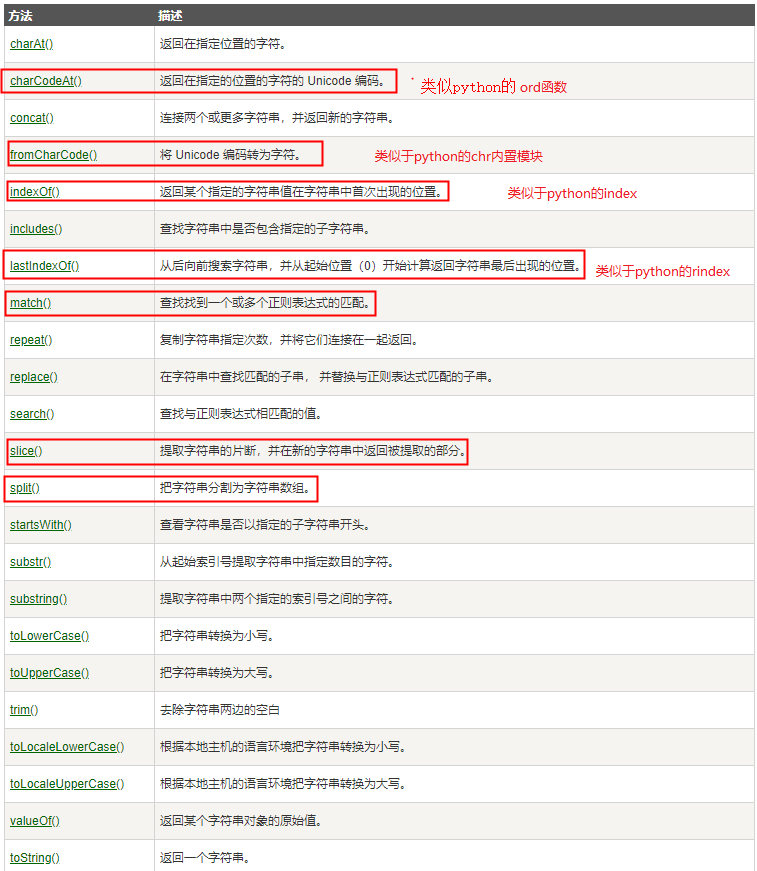 方法 描述
charAt() 返回在指定位置的字符。
charCodeAt() 返回在指定的位置的字符的 Unicode 编码。 类似python的 ord函数
concat() 连接两个或更多字符串，并返回新的字符串。
fromCharCode() 将 Unicode 编码转为字符。 类似于python的chr内置模块
indexOf() 返回某个指定的字符串值在字符串中首次出现的位置。 类似于python的index
includes() 查找字符串中是否包含指定的子字符串。
lastIndexOf() 从后向前搜索字符串，并从起始位置（0）开始计算返回字符串最后出现的位置。 类似于python的rindex
match() 查找找到一个或多个正则表达式的匹配。
repeat() 复制字符串指定次数，并将它们连接在一起返回。
replace() 在字符串中查找匹配的子串， 并替换与正则表达式匹配的子串。
search() 查找与正则表达式相匹配的值。
slice() 提取字符串的片断，并在新的字符串中返回被提取的部分。
split() 把字符串分割为字符串数组。
startsWith() 查看字符串是否以指定的子字符串开头。
substr() 从起始索引号提取字符串中指定数目的字符。
substring() 提取字符串中两个指定的索引号之间的字符。
toLowerCase() 把字符串转换为小写。
toUpperCase() 把字符串转换为大写。
trim() 去除字符串两边的空白
toLocaleLowerCase() 根据本地主机的语言环境把字符串转换为小写。
toLocaleUpperCase() 根据本地主机的语言环境把字符串转换为大写。
valueOf() 返回某个字符串对象的原始值。
toString() 返回一个字符串。